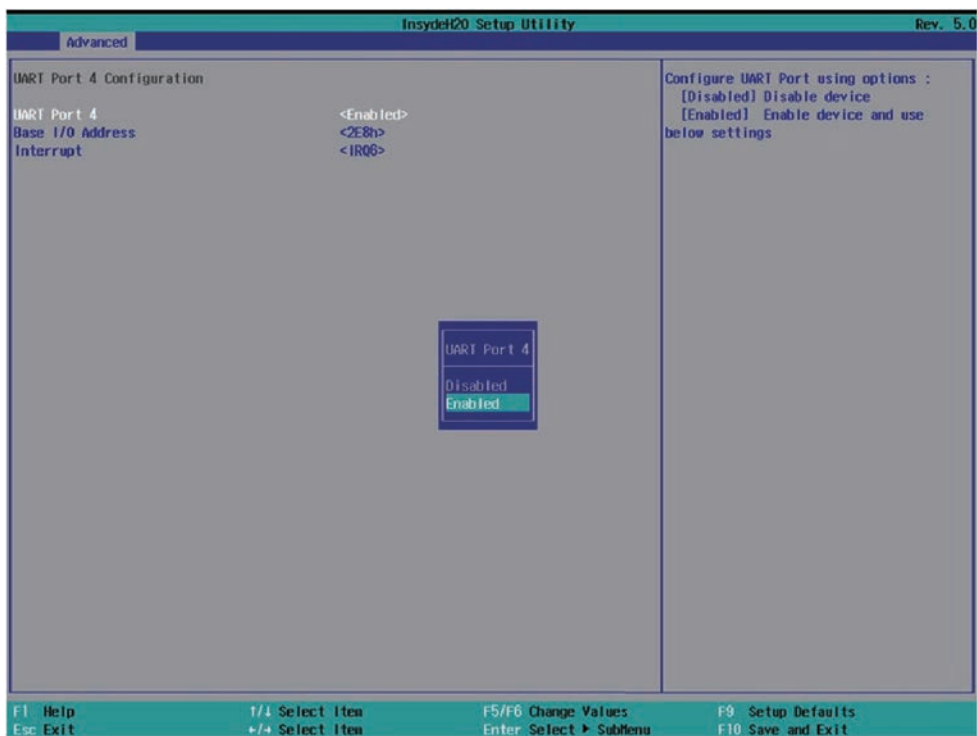 InsydeH20 Setup Utility Rev. 5.0
Advanced
UART Port 4 Configuration
UART Port 4 <Enabled>
Base I/O Address <2E8h>
Interrupt <IRQ6>
Configure UART Port using options :
[Disabled] Disable device
[Enabled] Enable device and use
below settings
UART Port 4
Disabled
Enabled
F1 Help ↑/↓ Select Item F5/F6 Change Values F9 Setup Defaults
Esc Exit ←/→ Select Item Enter Select ▶ SubMenu F10 Save and Exit